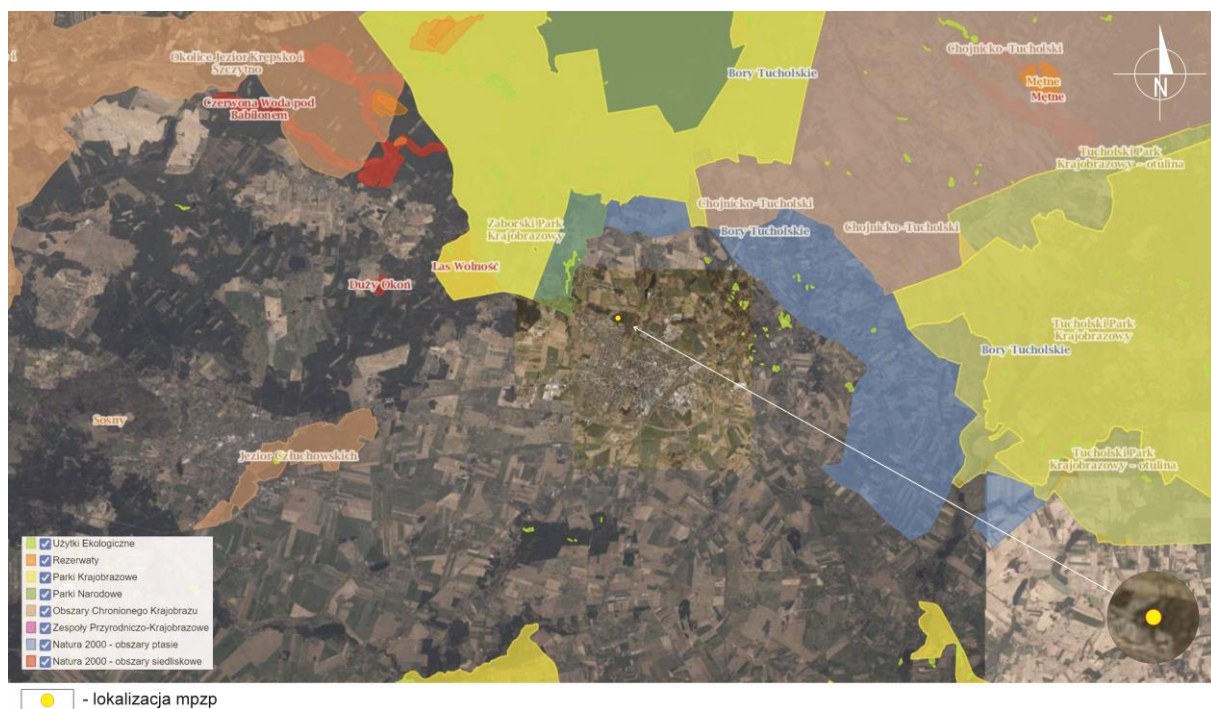 i
Okolice Jezior Krępsko i
Szczytno
Czerwona Woda pod
Babilonem
Bory Tucholskie
Chojnicko-Tucholski
Mętne
Mętne
N
Tucholski Park
Krajobrazowy - otulina
Chojnicko-Tucholski
Zaborski Park
Krajobrazowy
Bory Tucholskie
Chojnicko-Tucholski
Las Wolność
Duży Okoń
Tucholski Park
Krajobrazowy
Bory Tucholskie
Sosny
Jezior Człuchowskich
Tucholski Park
Krajobrazowy - otulina
Użytki Ekologiczne
Rezerwaty
Parki Krajobrazowe
Parki Narodowe
Obszary Chronionego Krajobrazu
Zespoły Przyrodniczo-Krajobrazowe
Natura 2000 - obszary ptasie
Natura 2000 - obszary siedliskowe
- lokalizacja mpzp